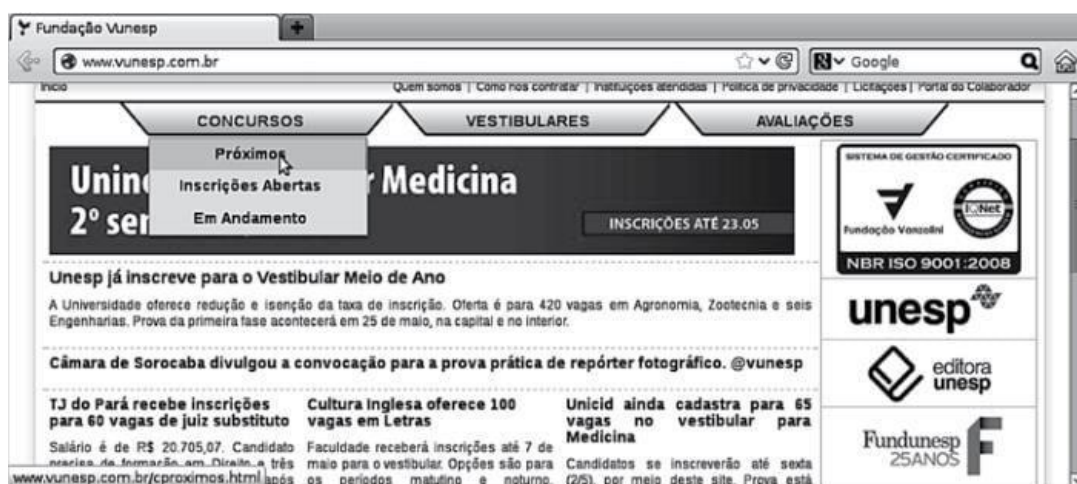 Fundação Vunesp
www.vunesp.com.br
Google
Início
Quem somos | Como nos contratar | Instituições atendidas | Política de privacidade | Licitações | Portal do Colaborador
CONCURSOS VESTIBULARES AVALIAÇÕES
Próximos
Inscrições Abertas
Em Andamento
Medicina
2º
INSCRIÇÕES ATÉ 23.05
SISTEMA DE GESTÃO CERTIFICADO
Fundação Vanzolini
IQNet
NBR ISO 9001:2008
Unesp já inscreve para o Vestibular Meio de Ano
A Universidade oferece redução e isenção da taxa de inscrição. Oferta é para 420 vagas em Agronomia, Zootecnia e seis
Engenharias. Prova da primeira fase acontecerá em 25 de maio, na capital e no interior.
unesp
Câmara de Sorocaba divulgou a convocação para a prova prática de repórter fotográfico. @vunesp
editora
unesp
TJ do Pará recebe inscrições
para 60 vagas de juiz substituto
Salário é de R$ 20.705,07. Candidato
precisa de formação em Direito e três
após
Cultura Inglesa oferece 100
vagas em Letras
Faculdade receberá inscrições até 7 de
maio para o vestibular. Opções são para
os períodos matutino e noturno.
Unicid ainda cadastra para 65
vagas no vestibular para
Medicina
Candidatos se inscreverão até sexta
(2/5), por meio deste site. Prova está
Fundunesp
25ANOS
www.vunesp.com.br/cproximos.html